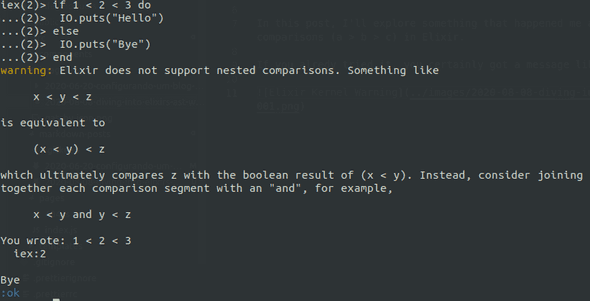 iex(2)> if 1 < 2 < 3 do
...(2)>   IO.puts("Hello")
...(2)> else
...(2)>   IO.puts("Bye")
...(2)> end
warning: Elixir does not support nested comparisons. Something like

     x < y < z

is equivalent to

     (x < y) < z

which ultimately compares z with the boolean result of (x < y). Instead, consider joining
together each comparison segment with an "and", for example,

     x < y and y < z

You wrote: 1 < 2 < 3
  iex:2

Bye
:ok